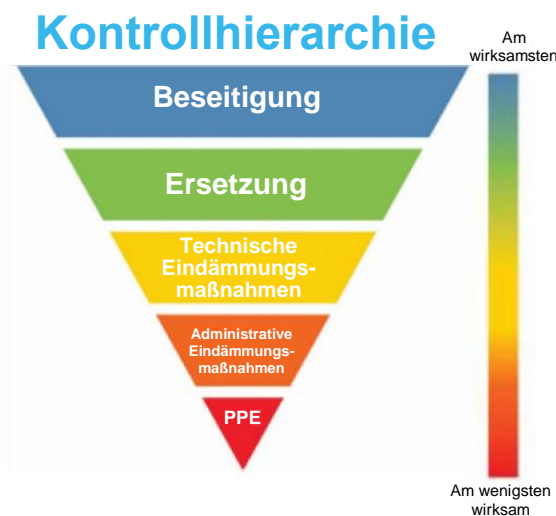 Kontrollhierarchie
Am
wirksamsten
Beseitigung
Ersetzung
Technische
Eindämmungs-
maßnahmen
Administrative
Eindämmungs-
maßnahmen
PPE
Am wenigsten
wirksam